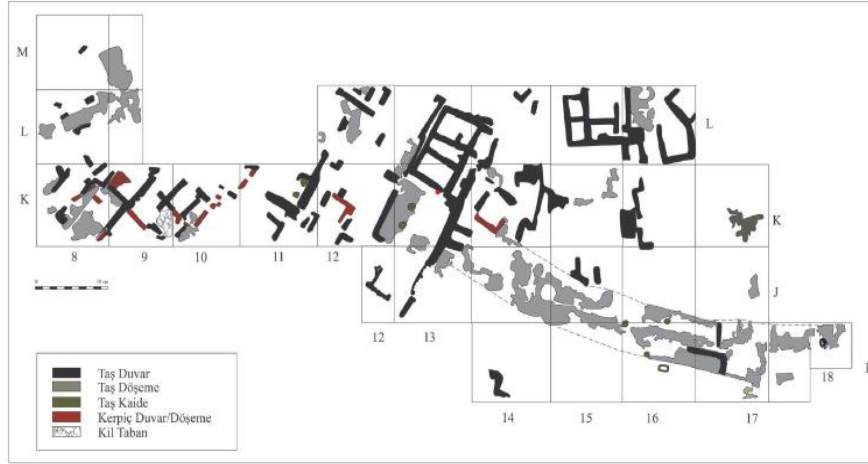 M
L
L
K
K
8
9
10
11
12
J
12
13
18
I
14
15
16
17
Taş Duvar
Taş Döşeme
Taş Kaide
Kerpiç Duvar/Döşeme
Kil Taban